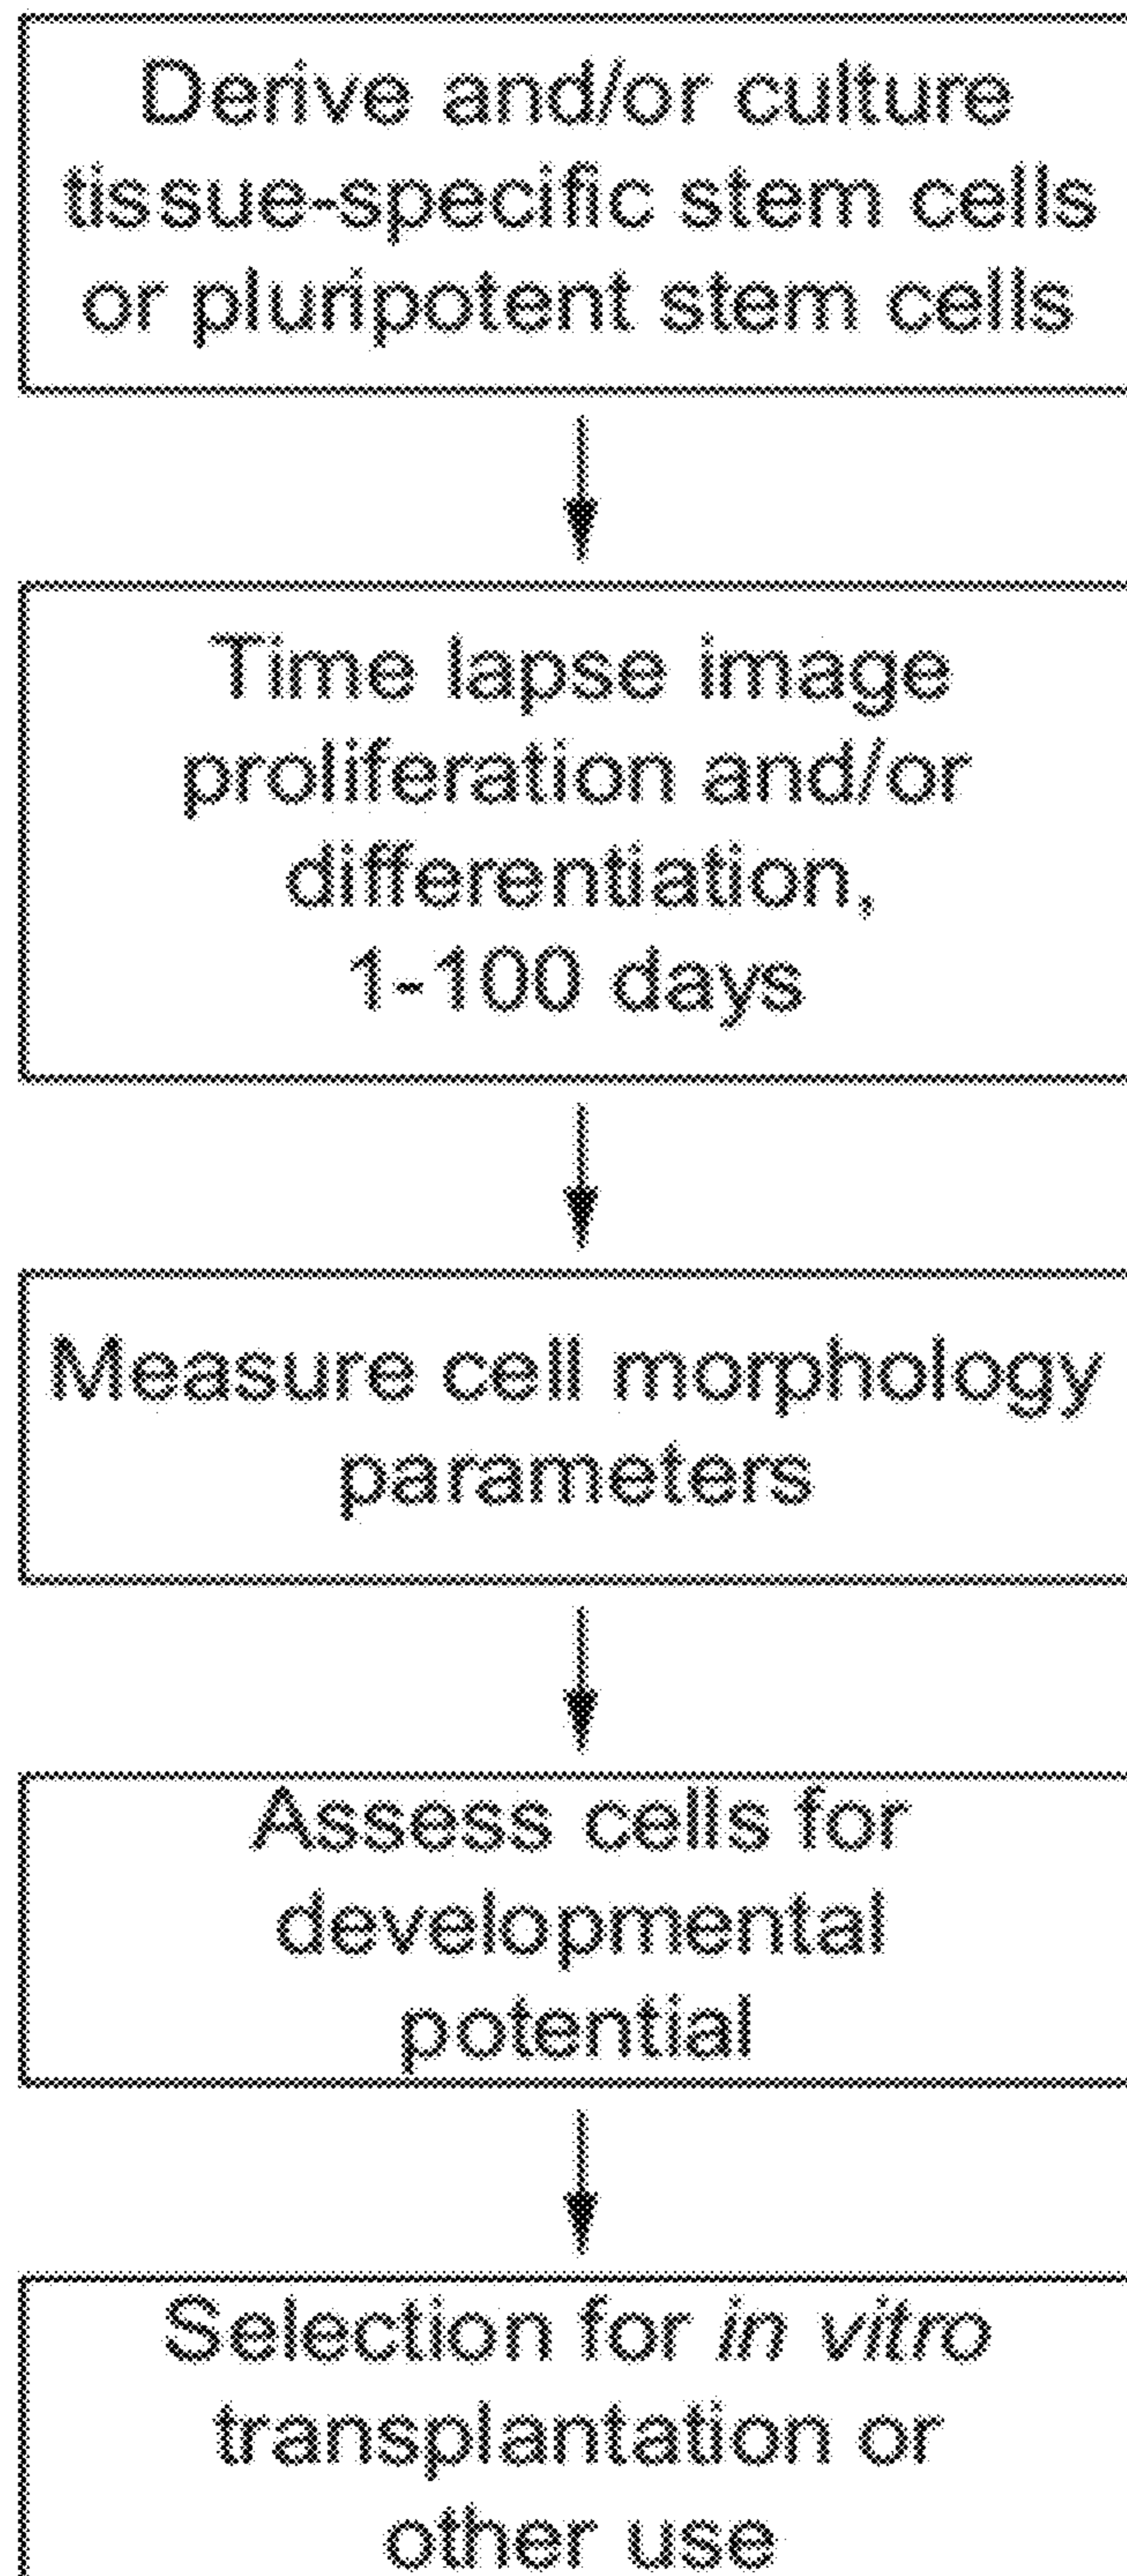 Derive and/or culture
tissue-specific stem cells
or pluripotent stem cells
Time lapse image
proliferation and/or
differentiation,
1-100 days
Measure cell morphology
parameters
Assess cells for
developmental
potential
Selection for in vitro
transplantation or
other use